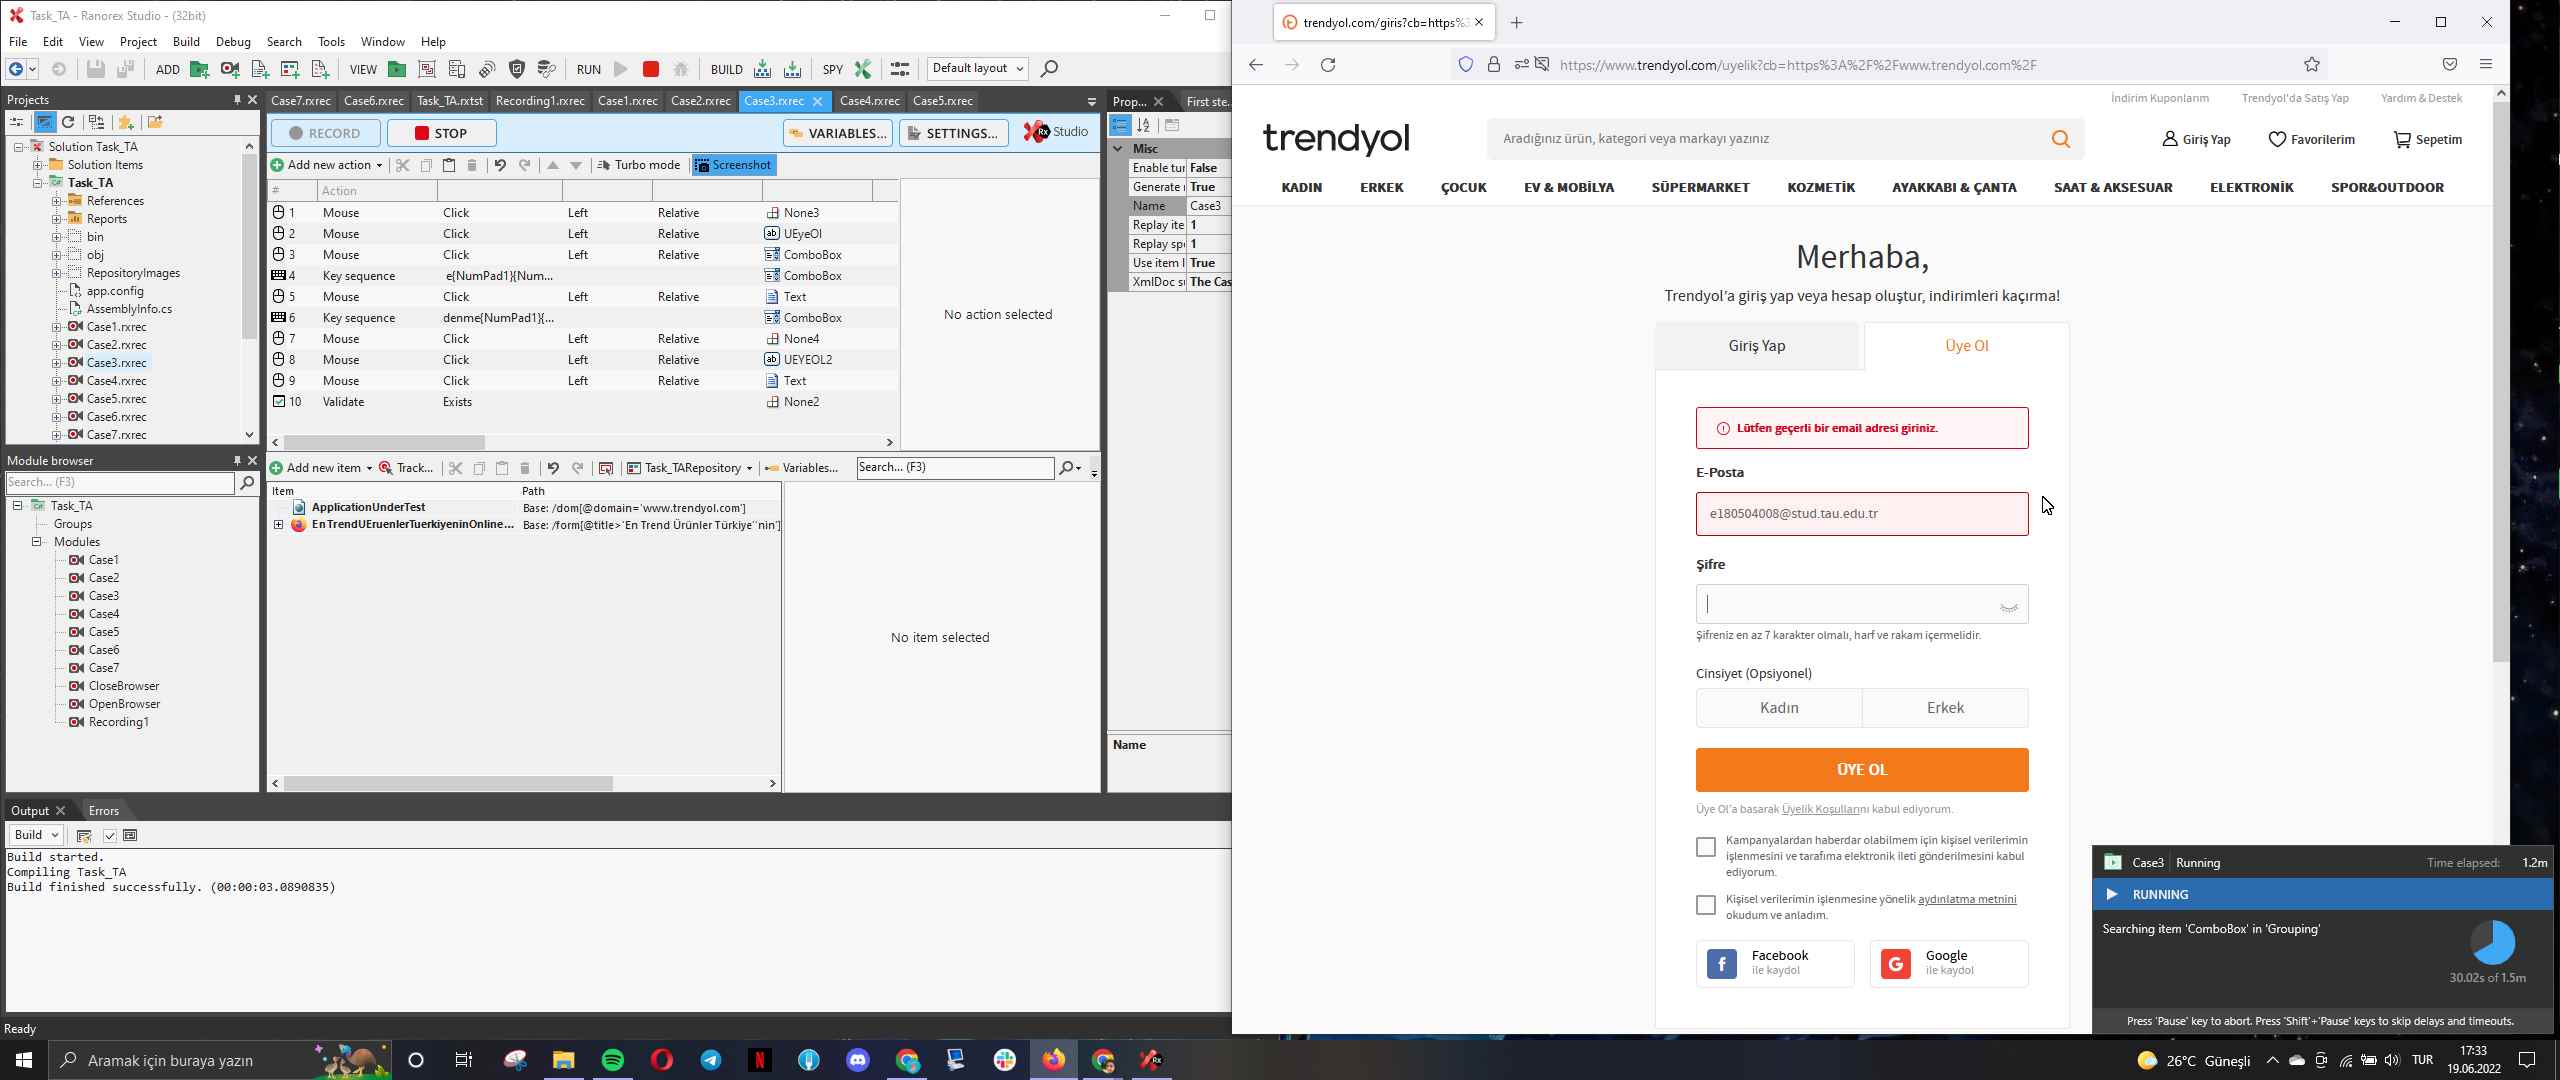 Task_TA - Ranorex Studio - (32bit)
File Edit View Project Build Debug Search Tools Window Help
ADD VIEW RUN BUILD SPY Default layout
Projects
Solution Task_TA
Solution Items
Task_TA
References
Reports
bin
obj
RepositoryImages
app.config
AssemblyInfo.cs
Case1.rxrec
Case2.rxrec
Case3.rxrec
Case4.rxrec
Case5.rxrec
Case6.rxrec
Case7.rxrec
Module browser
Search... (F3)
Task_TA
Groups
Modules
Case1
Case2
Case3
Case4
Case5
Case6
Case7
CloseBrowser
OpenBrowser
Recording1
Case7.rxrec Case6.rxrec Task_TA.rxtst Recording1.rxrec Case1.rxrec Case2.rxrec Case3.rxrec Case4.rxrec Case5.rxrec
RECORD STOP VARIABLES... SETTINGS... Rx Studio
Add new action Turbo mode Screenshot
# Action
1 Mouse Click Left Relative None3
2 Mouse Click Left Relative UEyeOl
3 Mouse Click Left Relative ComboBox
4 Key sequence e{NumPad1}{Num... ComboBox
5 Mouse Click Left Relative Text
6 Key sequence denme{NumPad1}{... ComboBox
7 Mouse Click Left Relative None4
8 Mouse Click Left Relative UEYEOL2
9 Mouse Click Left Relative Text
10 Validate Exists None2
No action selected
Add new item Track... Task_TARepository Variables... Search... (F3)
Item Path
ApplicationUnderTest Base: /dom[@domain='www.trendyol.com']
EnTrendUEruenlerTuerkiyeninOnline... Base: /form[@title>'En Trend Ürünler Türkiye''nin']
No item selected
Prop... First ste...
Misc
Enable tur False
Generate r True
Name Case3
Replay ite 1
Replay spe 1
Use item l True
XmlDoc su The Cas
Name
Output Errors
Build
Build started.
Compiling Task_TA
Build finished successfully. (00:00:03.0890835)
Ready
trendyol.com/giris?cb=https%3
https://www.trendyol.com/uyelik?cb=https%3A%2F%2Fwww.trendyol.com%2F
İndirim Kuponlarım Trendyol'da Satış Yap Yardım & Destek
trendyol
Aradığınız ürün, kategori veya markayı yazınız
Giriş Yap Favorilerim Sepetim
KADIN ERKEK ÇOCUK EV & MOBİLYA SÜPERMARKET KOZMETİK AYAKKABI & ÇANTA SAAT & AKSESUAR ELEKTRONİK SPOR&OUTDOOR
Merhaba,
Trendyol'a giriş yap veya hesap oluştur, indirimleri kaçırma!
Giriş Yap Üye Ol
Lütfen geçerli bir email adresi giriniz.
E-Posta
e180504008@stud.tau.edu.tr
Şifre
Şifreniz en az 7 karakter olmalı, harf ve rakam içermelidir.
Cinsiyet (Opsiyonel)
Kadın Erkek
ÜYE OL
Üye Ol'a basarak Üyelik Koşullarını kabul ediyorum.
Kampanyalardan haberdar olabilmem için kişisel verilerimin
işlenmesini ve tarafıma elektronik ileti gönderilmesini kabul
ediyorum.
Kişisel verilerimin işlenmesine yönelik aydınlatma metnini
okudum ve anladım.
Facebook
ile kaydol
Google
ile kaydol
Case3 Running Time elapsed: 1.2m
RUNNING
Searching item 'ComboBox' in 'Grouping'
30.02s of 1.5m
Press 'Pause' key to abort. Press 'Shift'+'Pause' keys to skip delays and timeouts.
Aramak için buraya yazın
26°C Güneşli TUR 17:33
19.06.2022